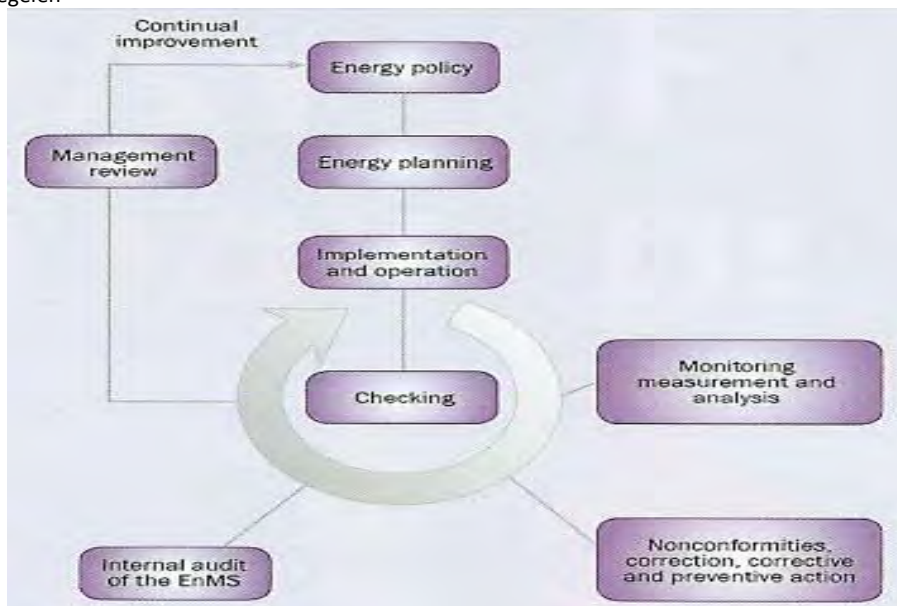 Continual
improvement
Energy policy
Management
review
Energy planning
Implementation
and operation
Checking
Monitoring
measurement and
analysis
Internal audit
of the EnMS
Nonconformities,
correction, corrective
and preventive action